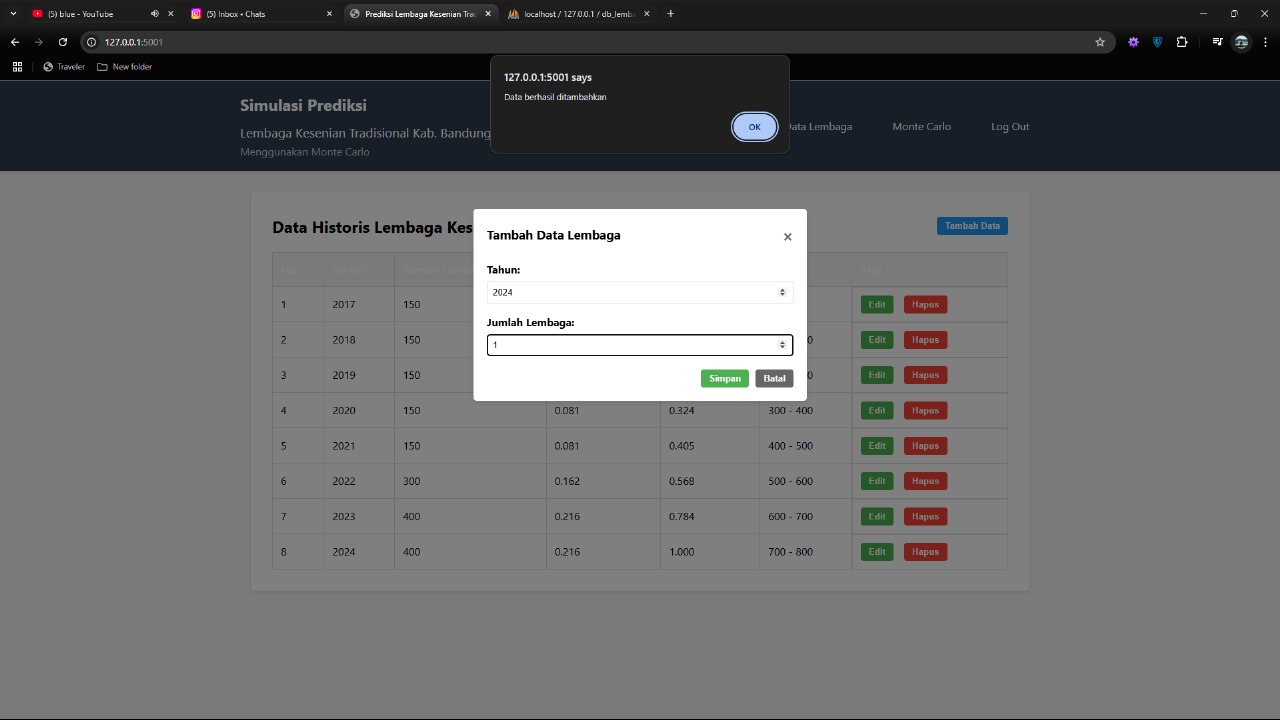 (5) blue - YouTube
(5) Inbox • Chats
Prediksi Lembaga Kesenian Tra
localhost / 127.0.0.1 / db_lemb
127.0.0.1:5001
Traveler
New folder
127.0.0.1:5001 says
Data berhasil ditambahkan
OK
Simulasi Prediksi
Lembaga Kesenian Tradisional Kab. Bandung
Menggunakan Monte Carlo
Data Lembaga Monte Carlo Log Out
Data Historis Lembaga Kes
Tambah Data
Tambah Data Lembaga ×
Tahun:
2024
Jumlah Lembaga:
1
Simpan Batal
No Tahun Jumlah Lemba Aksi
1 2017 150 Edit Hapus
2 2018 150 0 Edit Hapus
3 2019 150 0 Edit Hapus
4 2020 150 0.081 0.324 300 - 400 Edit Hapus
5 2021 150 0.081 0.405 400 - 500 Edit Hapus
6 2022 300 0.162 0.568 500 - 600 Edit Hapus
7 2023 400 0.216 0.784 600 - 700 Edit Hapus
8 2024 400 0.216 1.000 700 - 800 Edit Hapus